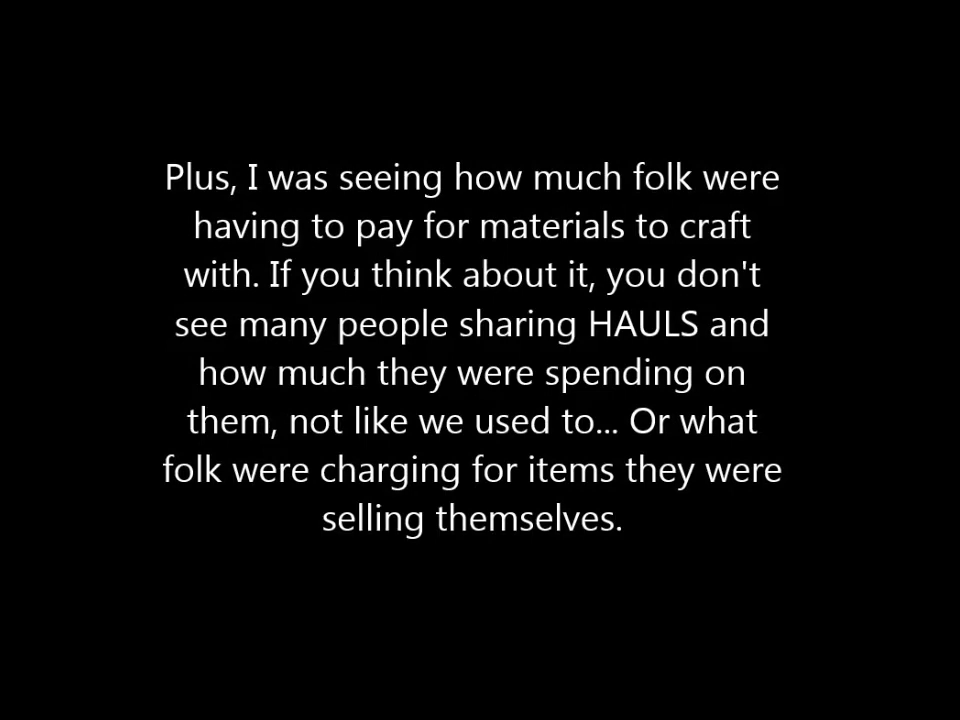 Plus, I was seeing how much folk were
having to pay for materials to craft
with. If you think about it, you don't
see many people sharing HAULS and
how much they were spending on
them, not like we used to... Or what
folk were charging for items they were
selling themselves.